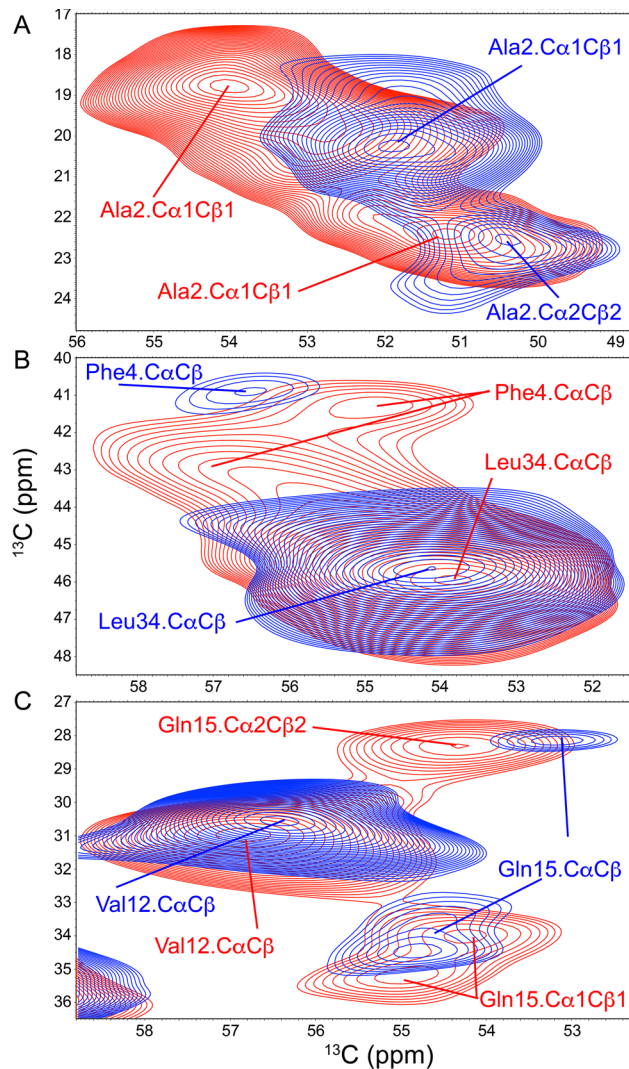 A
17
18
19
20
21
22
23
24
Ala2.Cα1Cβ1
Ala2.Cα1Cβ1
Ala2.Cα1Cβ1
Ala2.Cα2Cβ2
56 55 54 53 52 51 50 49
B
40
41
42
43
44
45
46
47
48
Phe4.CαCβ
Phe4.CαCβ
Leu34.CαCβ
Leu34.CαCβ
58 57 56 55 54 53 52
¹³C (ppm)
C
27
28
29
30
31
32
33
34
35
36
Gln15.Cα2Cβ2
Gln15.CαCβ
Val12.CαCβ
Val12.CαCβ
Gln15.Cα1Cβ1
58 57 56 55 54 53
¹³C (ppm)